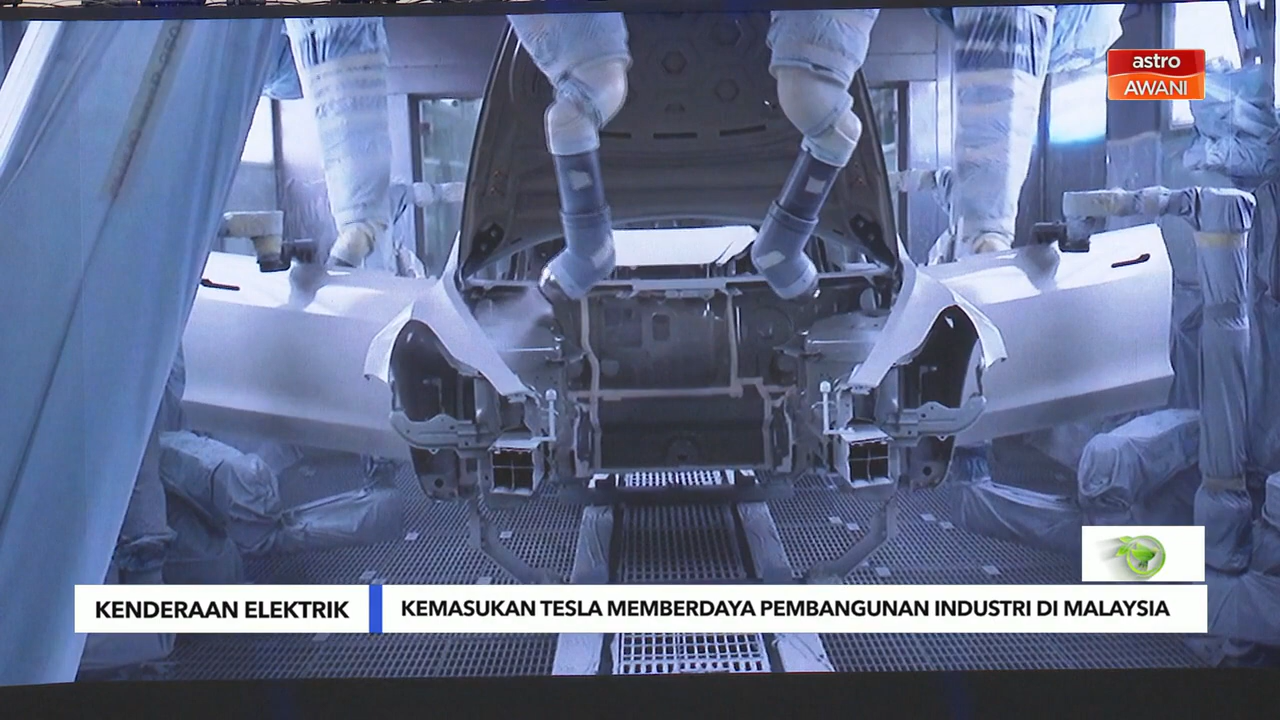 astro
AWANI
KENDERAAN ELEKTRIK
KEMASUKAN TESLA MEMBERDAYA PEMBANGUNAN INDUSTRI DI MALAYSIA